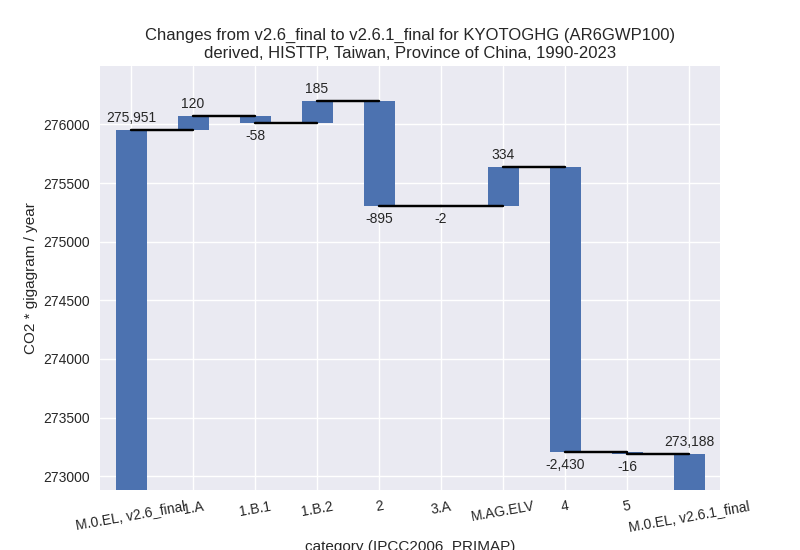 Changes from v2.6_final to v2.6.1_final for KYOTOGHG (AR6GWP100)
derived, HISTTP, Taiwan, Province of China, 1990-2023
CO2 * gigagram / year
276000
275500
275000
274500
274000
273500
273000
275,951
120
-58
185
-895
-2
334
-2,430
-16
273,188
M.0.EL, v2.6_final
1.A
1.B.1
1.B.2
2
3.A
M.AG.ELV
4
5
M.0.EL, v2.6.1_final
category (IPCC2006_PRIMAP)